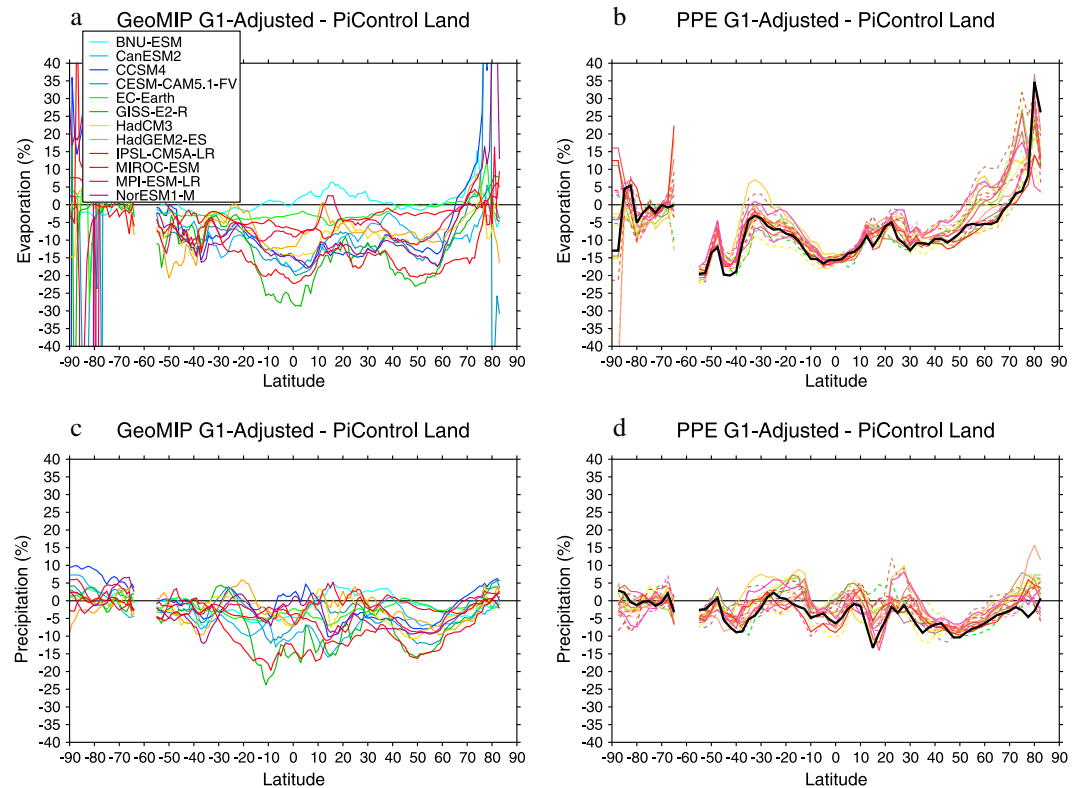 a
GeoMIP G1-Adjusted - PiControl Land
BNU-ESM
CanESM2
CCSM4
CESM-CAM5.1-FV
EC-Earth
GISS-E2-R
HadCM3
HadGEM2-ES
IPSL-CM5A-LR
MIROC-ESM
MPI-ESM-LR
NorESM1-M
Evaporation (%)
40
35
30
25
20
15
10
5
0
-5
-10
-15
-20
-25
-30
-35
-40
-90 -80 -70 -60 -50 -40 -30 -20 -10 0 10 20 30 40 50 60 70 80 90
Latitude
b
PPE G1-Adjusted - PiControl Land
Evaporation (%)
40
35
30
25
20
15
10
5
0
-5
-10
-15
-20
-25
-30
-35
-40
-90 -80 -70 -60 -50 -40 -30 -20 -10 0 10 20 30 40 50 60 70 80 90
Latitude
c
GeoMIP G1-Adjusted - PiControl Land
Precipitation (%)
40
35
30
25
20
15
10
5
0
-5
-10
-15
-20
-25
-30
-35
-40
-90 -80 -70 -60 -50 -40 -30 -20 -10 0 10 20 30 40 50 60 70 80 90
Latitude
d
PPE G1-Adjusted - PiControl Land
Precipitation (%)
40
35
30
25
20
15
10
5
0
-5
-10
-15
-20
-25
-30
-35
-40
-90 -80 -70 -60 -50 -40 -30 -20 -10 0 10 20 30 40 50 60 70 80 90
Latitude